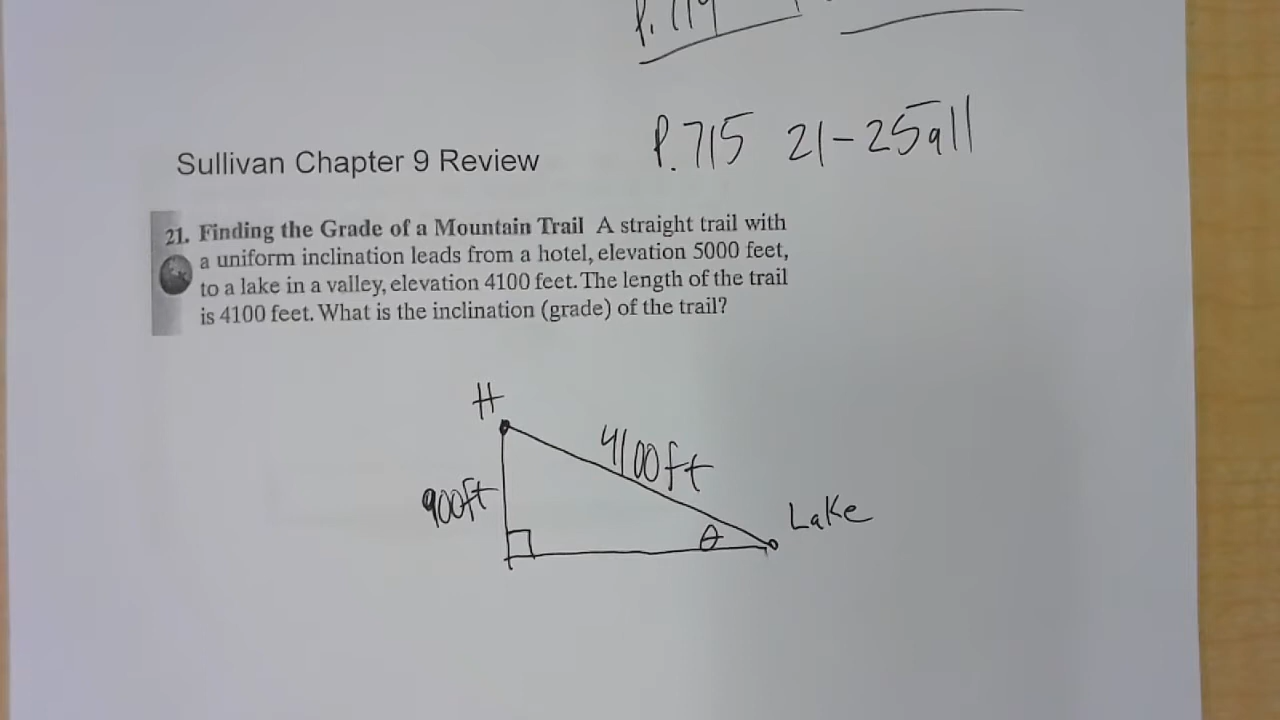 P. 714
P. 715 21-25 all
Sullivan Chapter 9 Review
21. Finding the Grade of a Mountain Trail A straight trail with
a uniform inclination leads from a hotel, elevation 5000 feet,
to a lake in a valley, elevation 4100 feet. The length of the trail
is 4100 feet. What is the inclination (grade) of the trail?
H
4100ft
900ft
Lake
θ